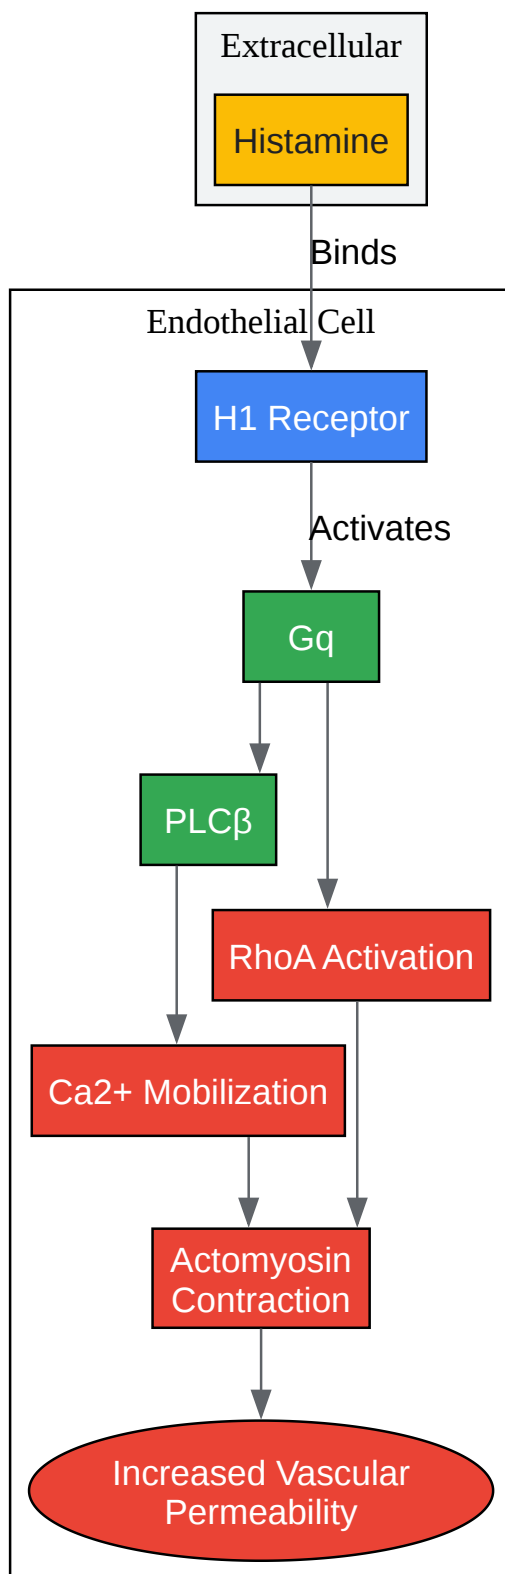 Extracellular
Histamine
Binds
Endothelial Cell
H1 Receptor
Activates
Gq
PLCβ
RhoA Activation
Ca2+ Mobilization
Actomyosin
Contraction
Increased Vascular
Permeability